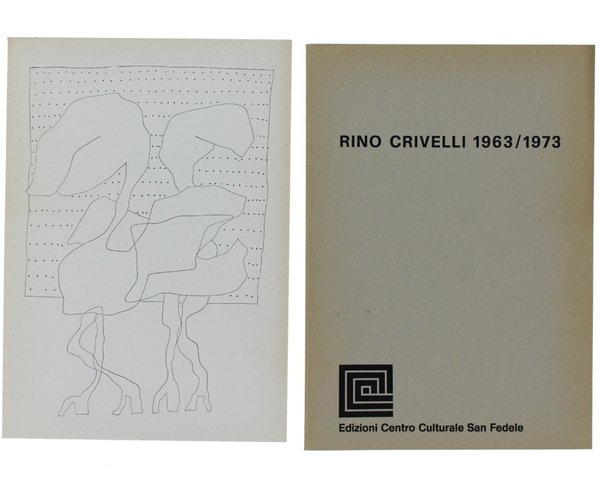 RINO CRIVELLI 1963/1973
Edizioni Centro Culturale San Fedele